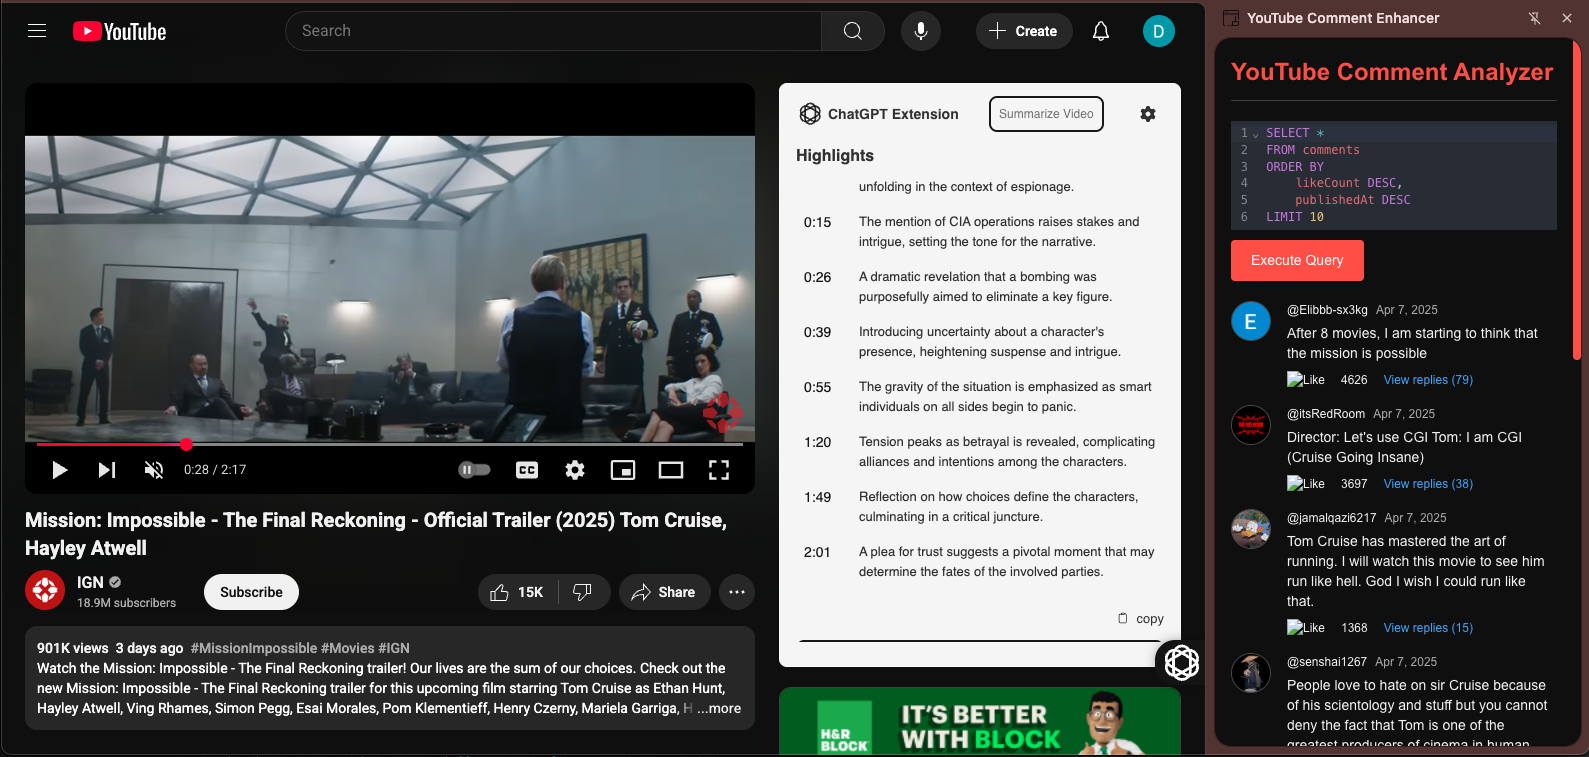 YouTube
Search
Create
D
Mission: Impossible - The Final Reckoning - Official Trailer (2025) Tom Cruise,
Hayley Atwell
0:28 / 2:17
CC
IGN
18.9M subscribers
Subscribe
15K
Share
901K views 3 days ago #MissionImpossible #Movies #IGN
Watch the Mission: Impossible - The Final Reckoning trailer! Our lives are the sum of our choices. Check out the
new Mission: Impossible - The Final Reckoning trailer for this upcoming film starring Tom Cruise as Ethan Hunt,
Hayley Atwell, Ving Rhames, Simon Pegg, Esai Morales, Pom Klementieff, Henry Czerny, Mariela Garriga, H ...more
ChatGPT Extension
Summarize Video
Highlights
unfolding in the context of espionage.
0:15 The mention of CIA operations raises stakes and
intrigue, setting the tone for the narrative.
0:26 A dramatic revelation that a bombing was
purposefully aimed to eliminate a key figure.
0:39 Introducing uncertainty about a character's
presence, heightening suspense and intrigue.
0:55 The gravity of the situation is emphasized as smart
individuals on all sides begin to panic.
1:20 Tension peaks as betrayal is revealed, complicating
alliances and intentions among the characters.
1:49 Reflection on how choices define the characters,
culminating in a critical juncture.
2:01 A plea for trust suggests a pivotal moment that may
determine the fates of the involved parties.
copy
H&R
BLOCK
IT'S BETTER
WITH BLOCK
YouTube Comment Enhancer
YouTube Comment Analyzer
1 SELECT *
2 FROM comments
3 ORDER BY
4 likeCount DESC,
5 publishedAt DESC
6 LIMIT 10
Execute Query
E
@Elibbb-sx3kg Apr 7, 2025
After 8 movies, I am starting to think that
the mission is possible
Like 4626 View replies (79)
@itsRedRoom Apr 7, 2025
Director: Let's use CGI Tom: I am CGI
(Cruise Going Insane)
Like 3697 View replies (38)
@jamalqazi6217 Apr 7, 2025
Tom Cruise has mastered the art of
running. I will watch this movie to see him
run like hell. God I wish I could run like
that.
Like 1368 View replies (15)
@senshai1267 Apr 7, 2025
People love to hate on sir Cruise because
of his scientology and stuff but you cannot
deny the fact that Tom is one of the
greatest producers of cinema in human